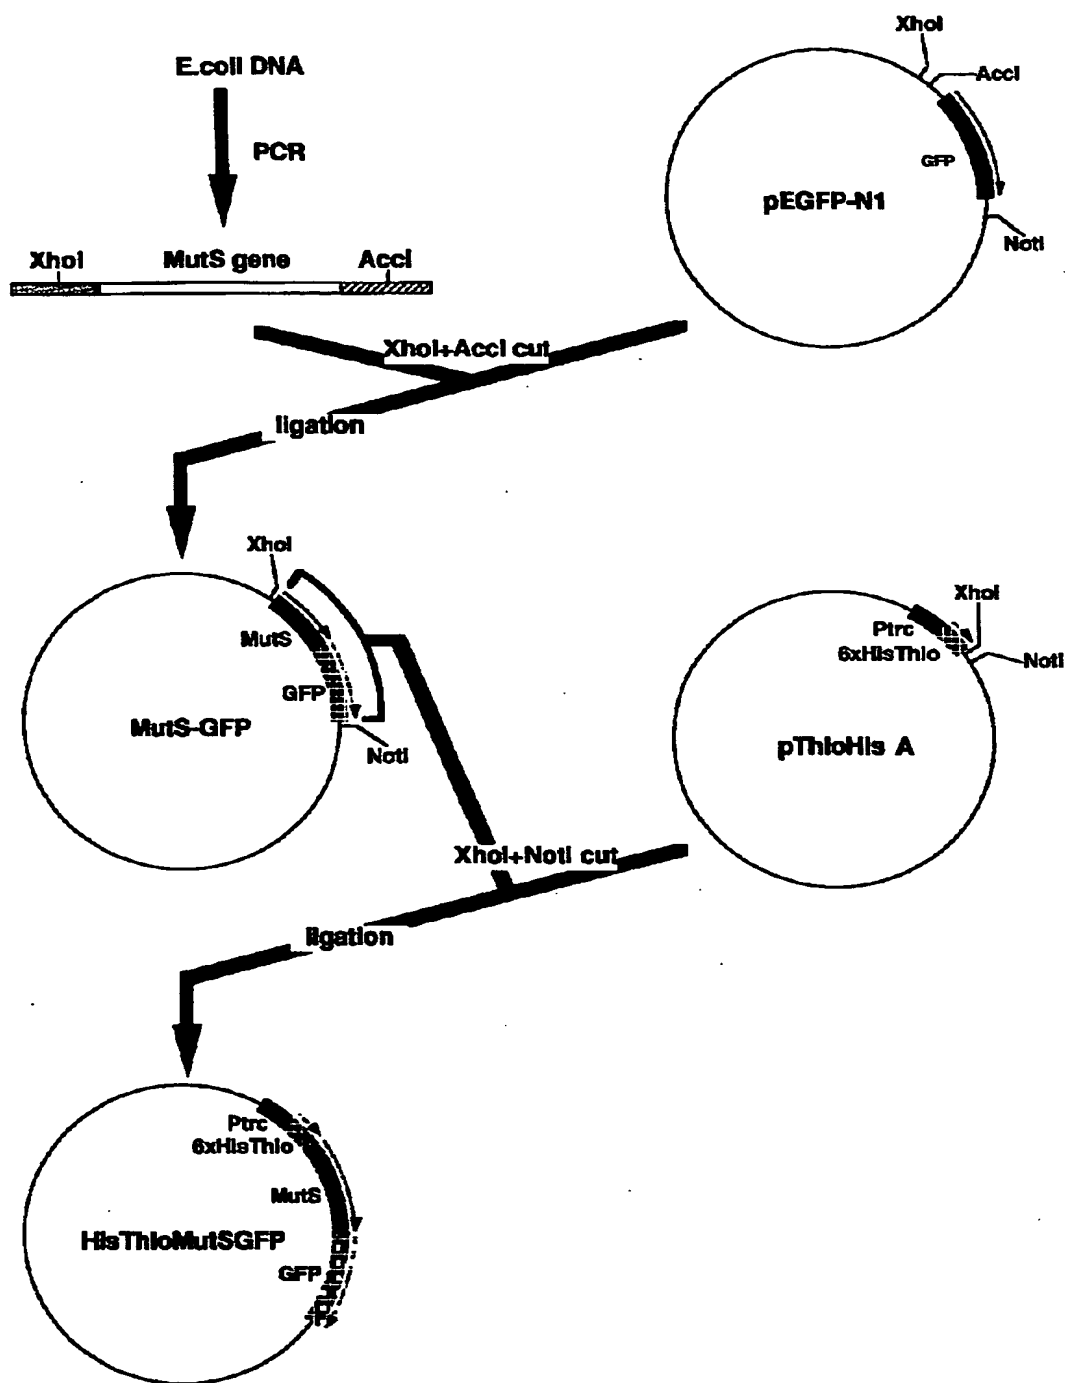 E.coli DNA
PCR
XhoI MutS gene AccI
XhoI
AccI
GFP
pEGFP-N1
NotI
XhoI+AccI cut
ligation
XhoI
MutS
GFP
MutS-GFP
NotI
Ptrc
6xHisThio
XhoI
NotI
pThioHis A
XhoI+NotI cut
ligation
Ptrc
6xHisThio
MutS
HisThioMutSGFP
GFP